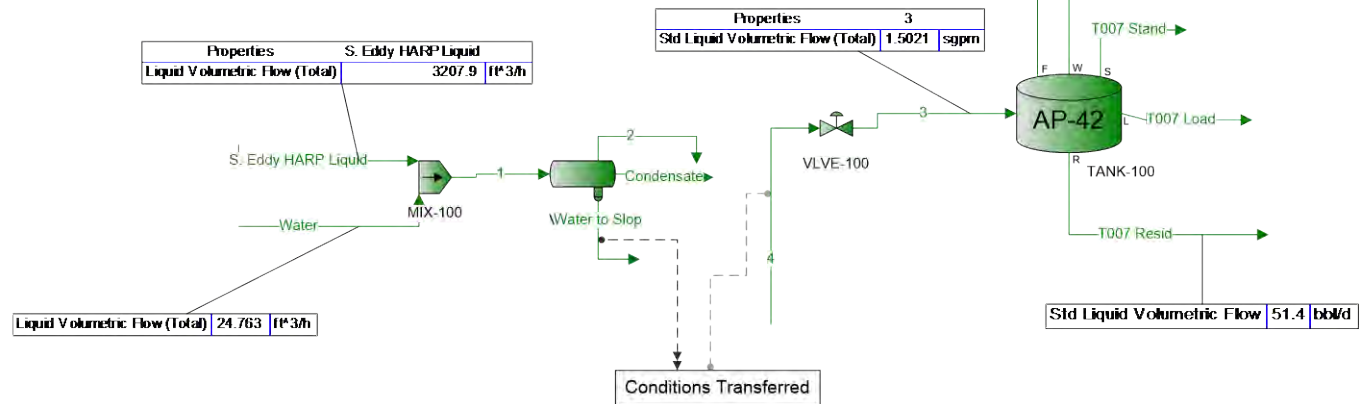 Properties 3
Std Liquid Volumetric Flow (Total) 1.5021 sgpm
T007 Stand
Properties S. Eddy HARP Liquid
Liquid Volumetric Flow (Total) 3207.9 ft^3/h
F W S
AP-42
L
T007 Load
R
TANK-100
3
VLVE-100
2
S. Eddy HARP Liquid
1
Condensate
MIX-100
Water
Water to Slop
T007 Resid
4
Liquid Volumetric Flow (Total) 24.763 ft^3/h
Std Liquid Volumetric Flow 51.4 bbl/d
Conditions Transferred